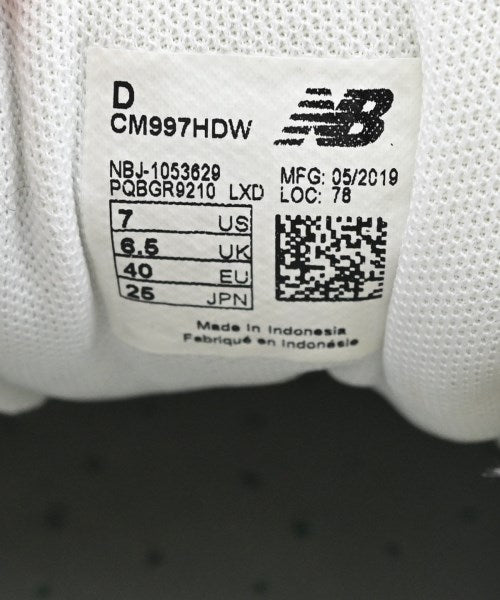 D
CM997HDW
NB
NBJ-1053629
PQBGR9210 LXD
MFG: 05/2019
LOC: 78
7 US
6.5 UK
40 EU
25 JPN
Made in Indonesia
Fabriqué en Indonésie